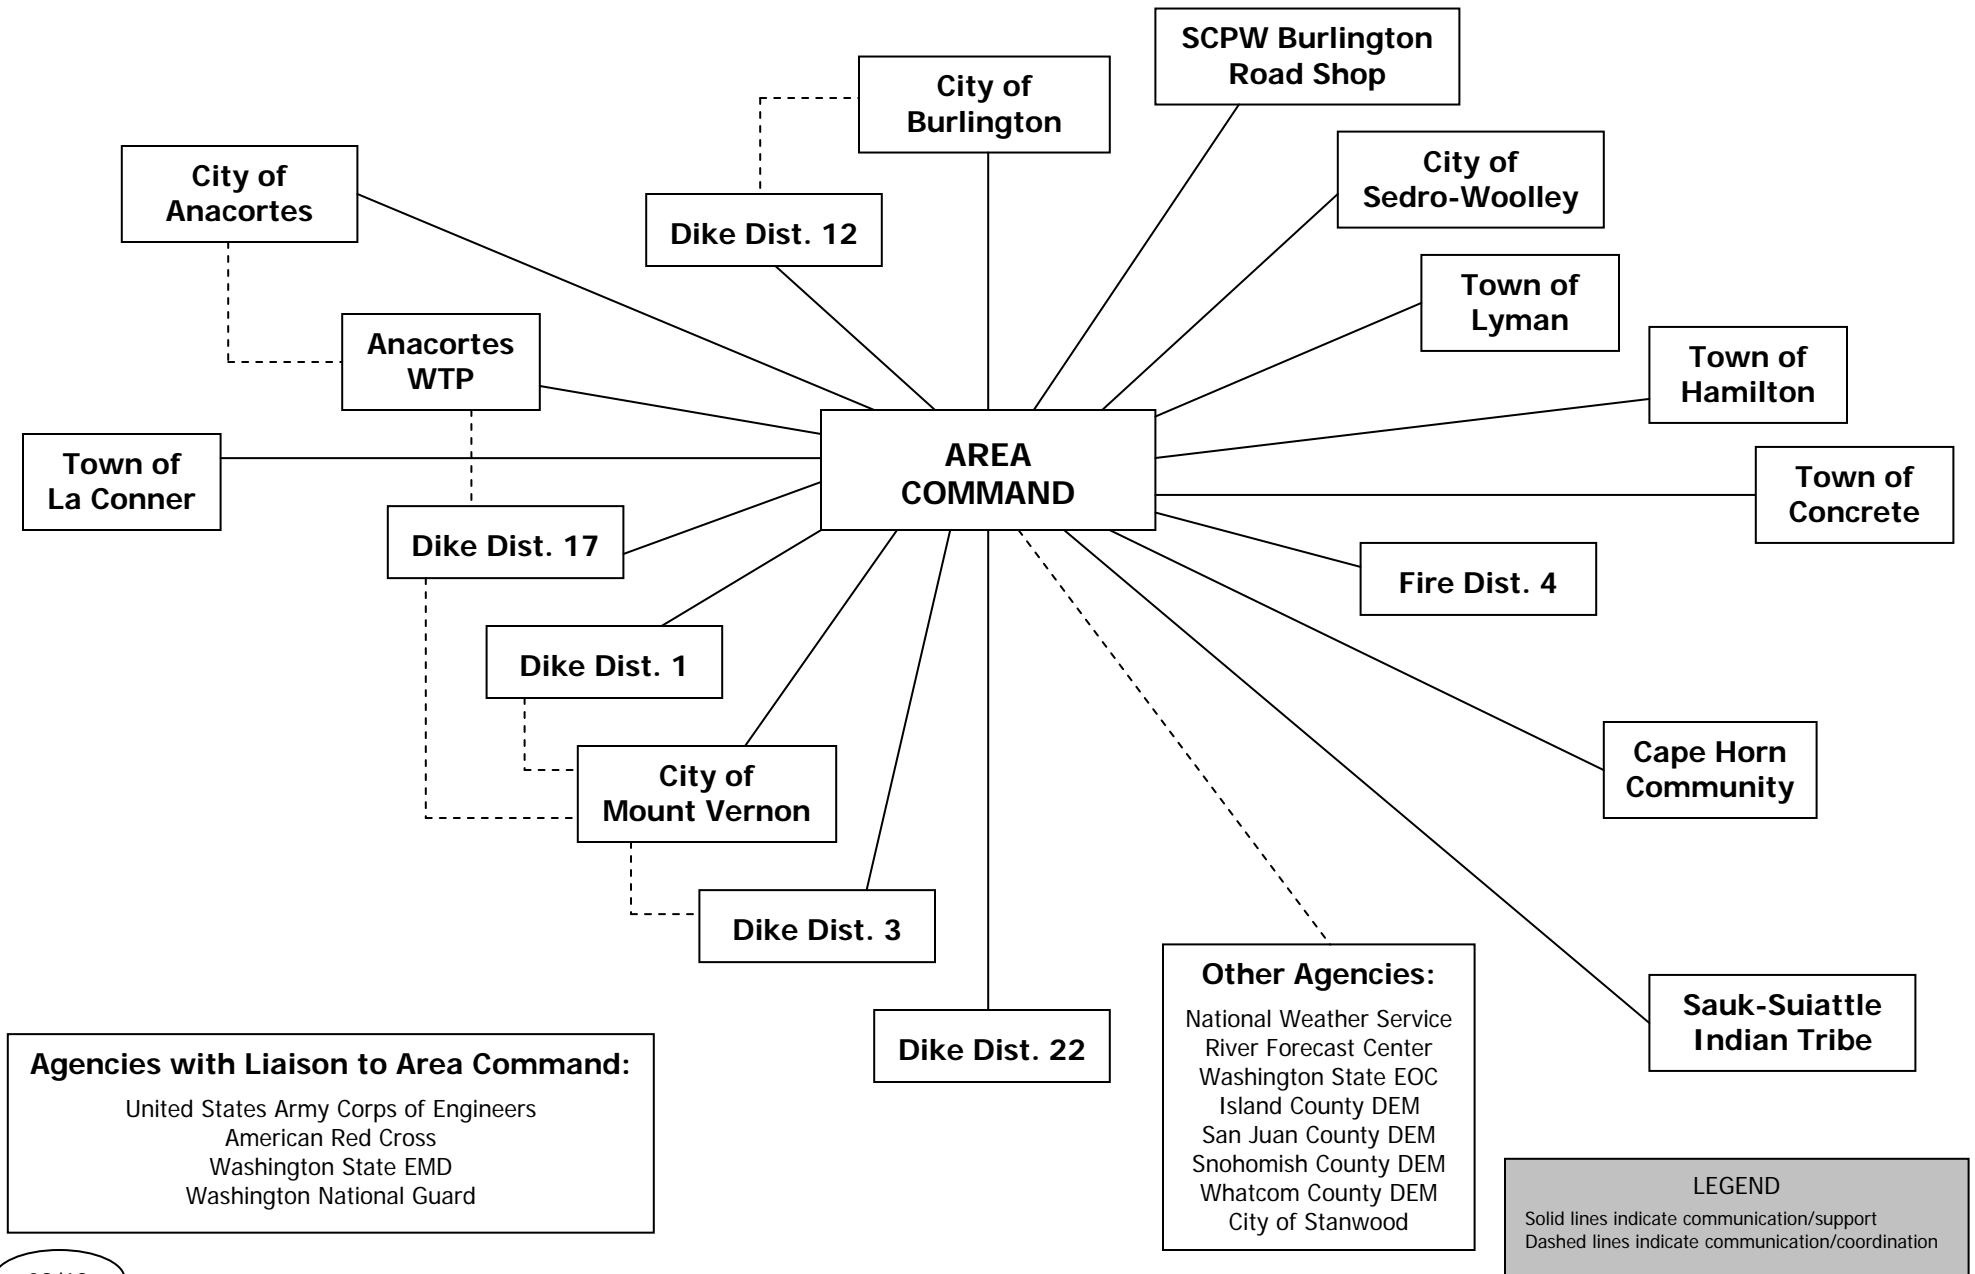 SCPW Burlington
Road Shop
City of
Burlington
City of
Sedro-Woolley
City of
Anacortes
Dike Dist. 12
Town of
Lyman
Anacortes
WTP
Town of
Hamilton
AREA
COMMAND
Town of
La Conner
Town of
Concrete
Dike Dist. 17
Fire Dist. 4
Dike Dist. 1
City of
Mount Vernon
Cape Horn
Community
Dike Dist. 3
Other Agencies:
National Weather Service
River Forecast Center
Washington State EOC
Island County DEM
San Juan County DEM
Snohomish County DEM
Whatcom County DEM
City of Stanwood
Sauk-Suiattle
Indian Tribe
Dike Dist. 22
Agencies with Liaison to Area Command:
United States Army Corps of Engineers
American Red Cross
Washington State EMD
Washington National Guard
LEGEND
Solid lines indicate communication/support
Dashed lines indicate communication/coordination